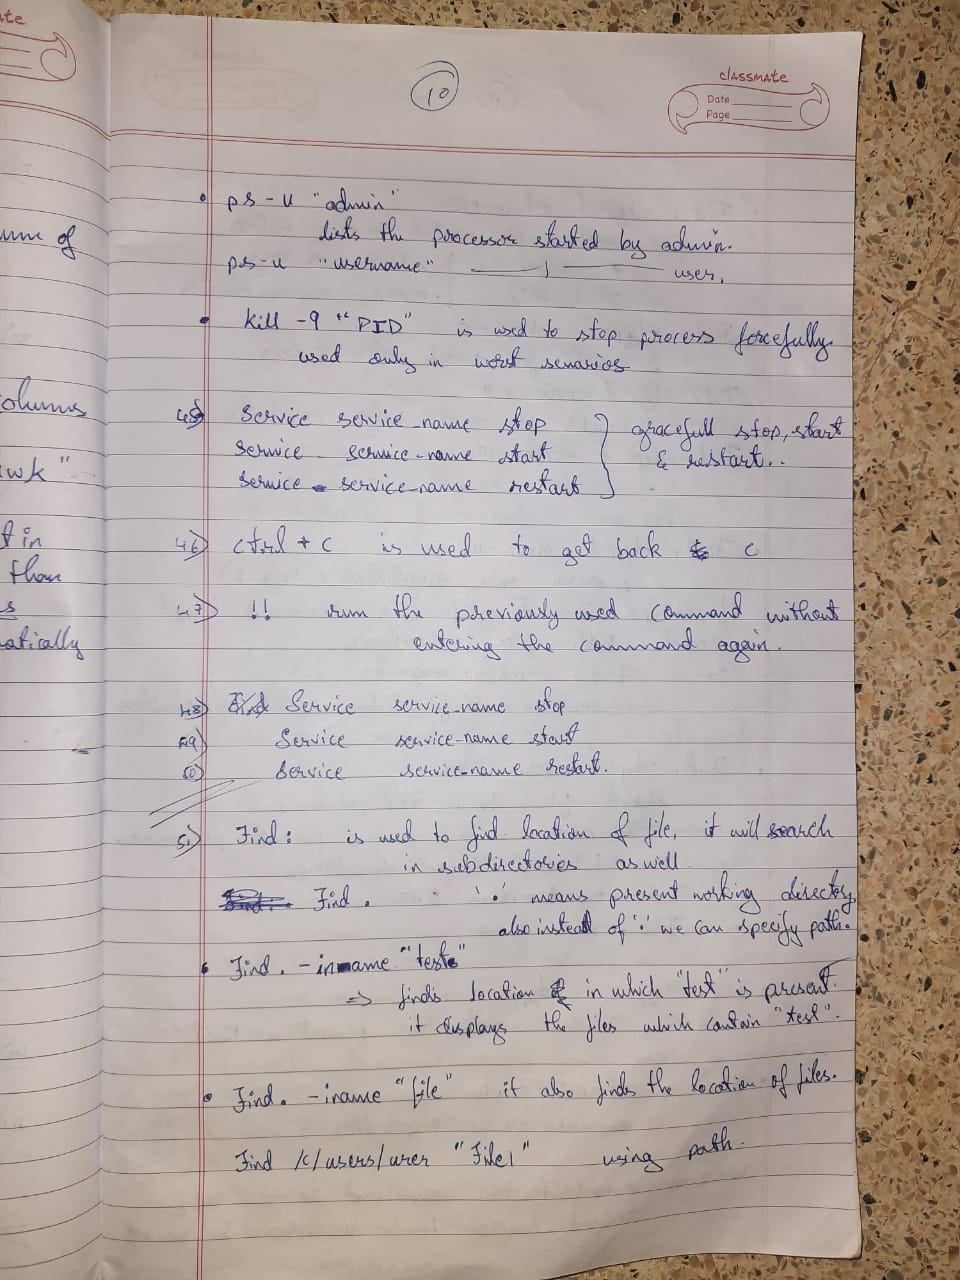 ate
ume of
olumns
wk"
t in
than
s
atically
10
classmate
Date
Page
• ps -u "admin"
lists the processor started by admin.
ps -u "username" —— | —— user,
• kill -9 "PID" is used to stop process forcefully
used only in worst senarios
45) Service service_name stop } gracefull stop, start
Service service-name start & restart..
Service service-name restart
46) ctrl + c is used to get back c
47) !! run the previously used command without
entering the command again.
48) Find Service service-name stop
49) Service service-name start
50) Service service-name restart.
51) Find: is used to find location of file, it will search
in subdirectories as well
Find . '.' means present working directory
also instead of '.' we can specify path.
• Find . -iname "test"
=> finds location in which "test" is present.
it displays the files which contain "test".
• Find . -iname "file" it also finds the location of files.
Find /c/users/urer "File1" using path.